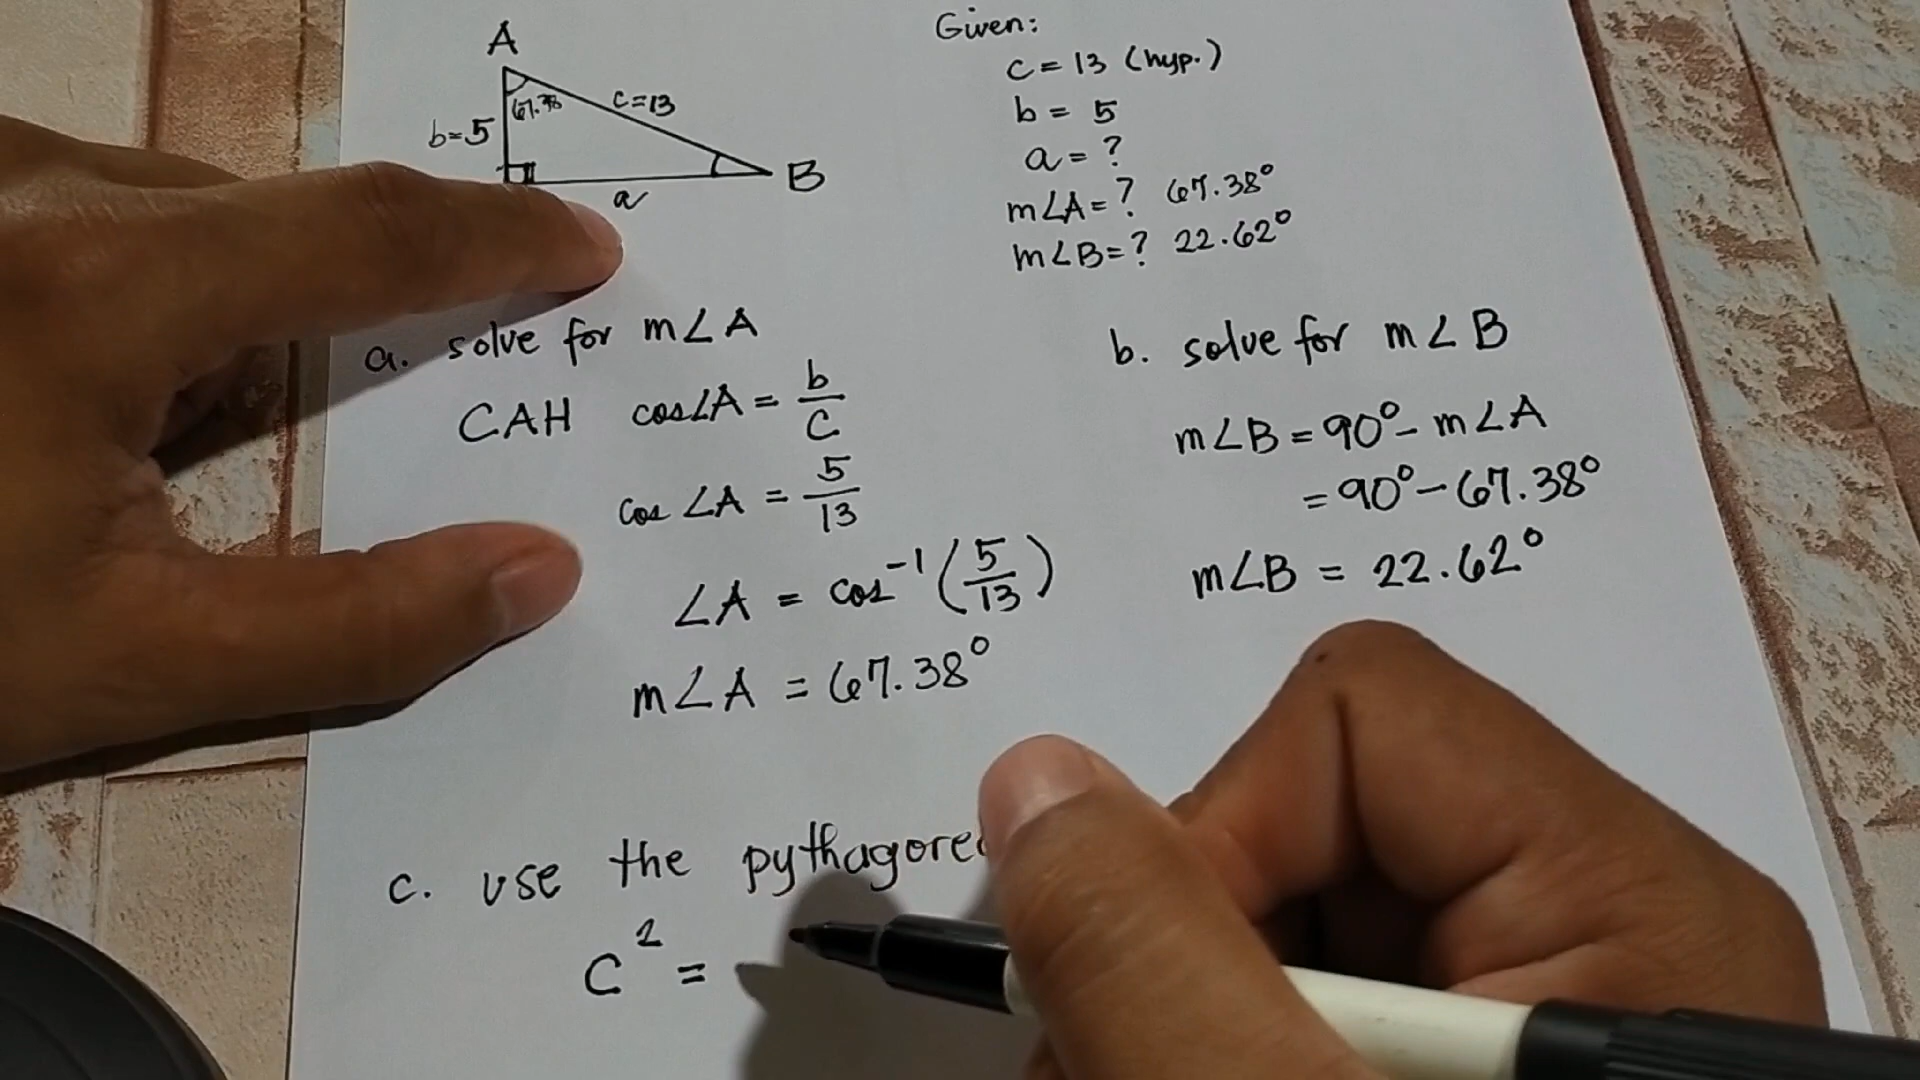 A
b=5
67.38
c=13
B
a
Given:
c = 13 (hyp.)
b = 5
a = ?
m∠A = ? 67.38°
m∠B = ? 22.62°
a. solve for m∠A
CAH cos∠A = b/c
cos ∠A = 5/13
∠A = cos⁻¹(5/13)
m∠A = 67.38°
b. solve for m∠B
m∠B = 90° - m∠A
= 90° - 67.38°
m∠B = 22.62°
c. use the
c² =